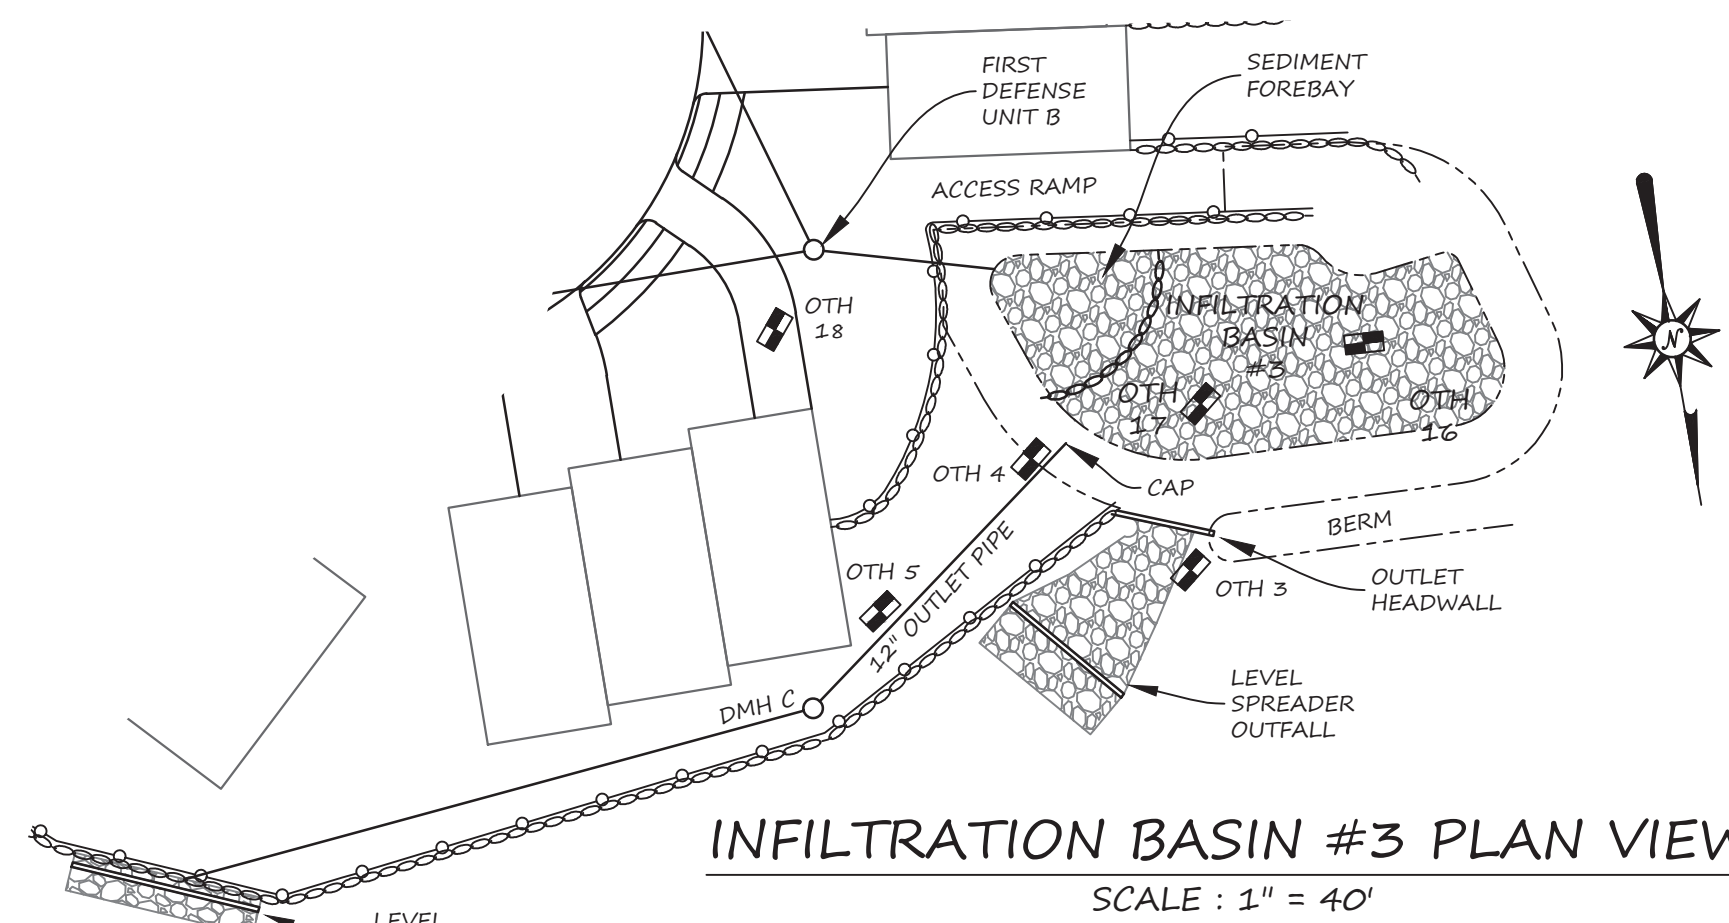 FIRST
DEFENSE
UNIT B
SEDIMENT
FOREBAY
ACCESS RAMP
OTH
18
INFILTRATION
BASIN
#3
OTH
17
OTH
16
N
OTH 4
CAP
BERM
OTH 5
12" OUTLET PIPE
OTH 3
OUTLET
HEADWALL
DMH C
LEVEL
SPREADER
OUTFALL
INFILTRATION BASIN #3 PLAN VIEW
SCALE : 1" = 40'
LEVEL